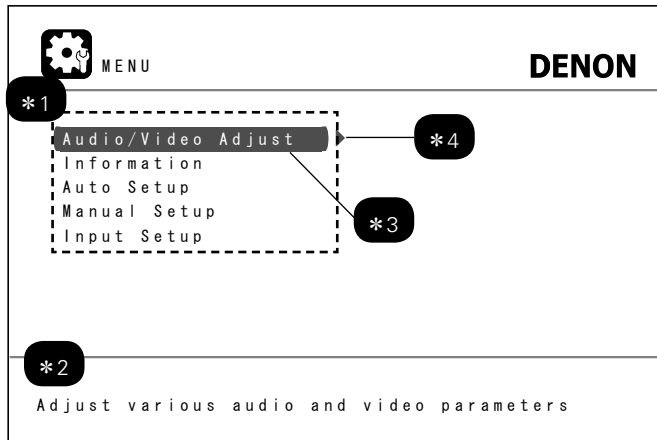 MENU
DENON
*1
Audio/Video Adjust
*4
Information
Auto Setup
Manual Setup
*3
Input Setup
*2
Adjust various audio and video parameters